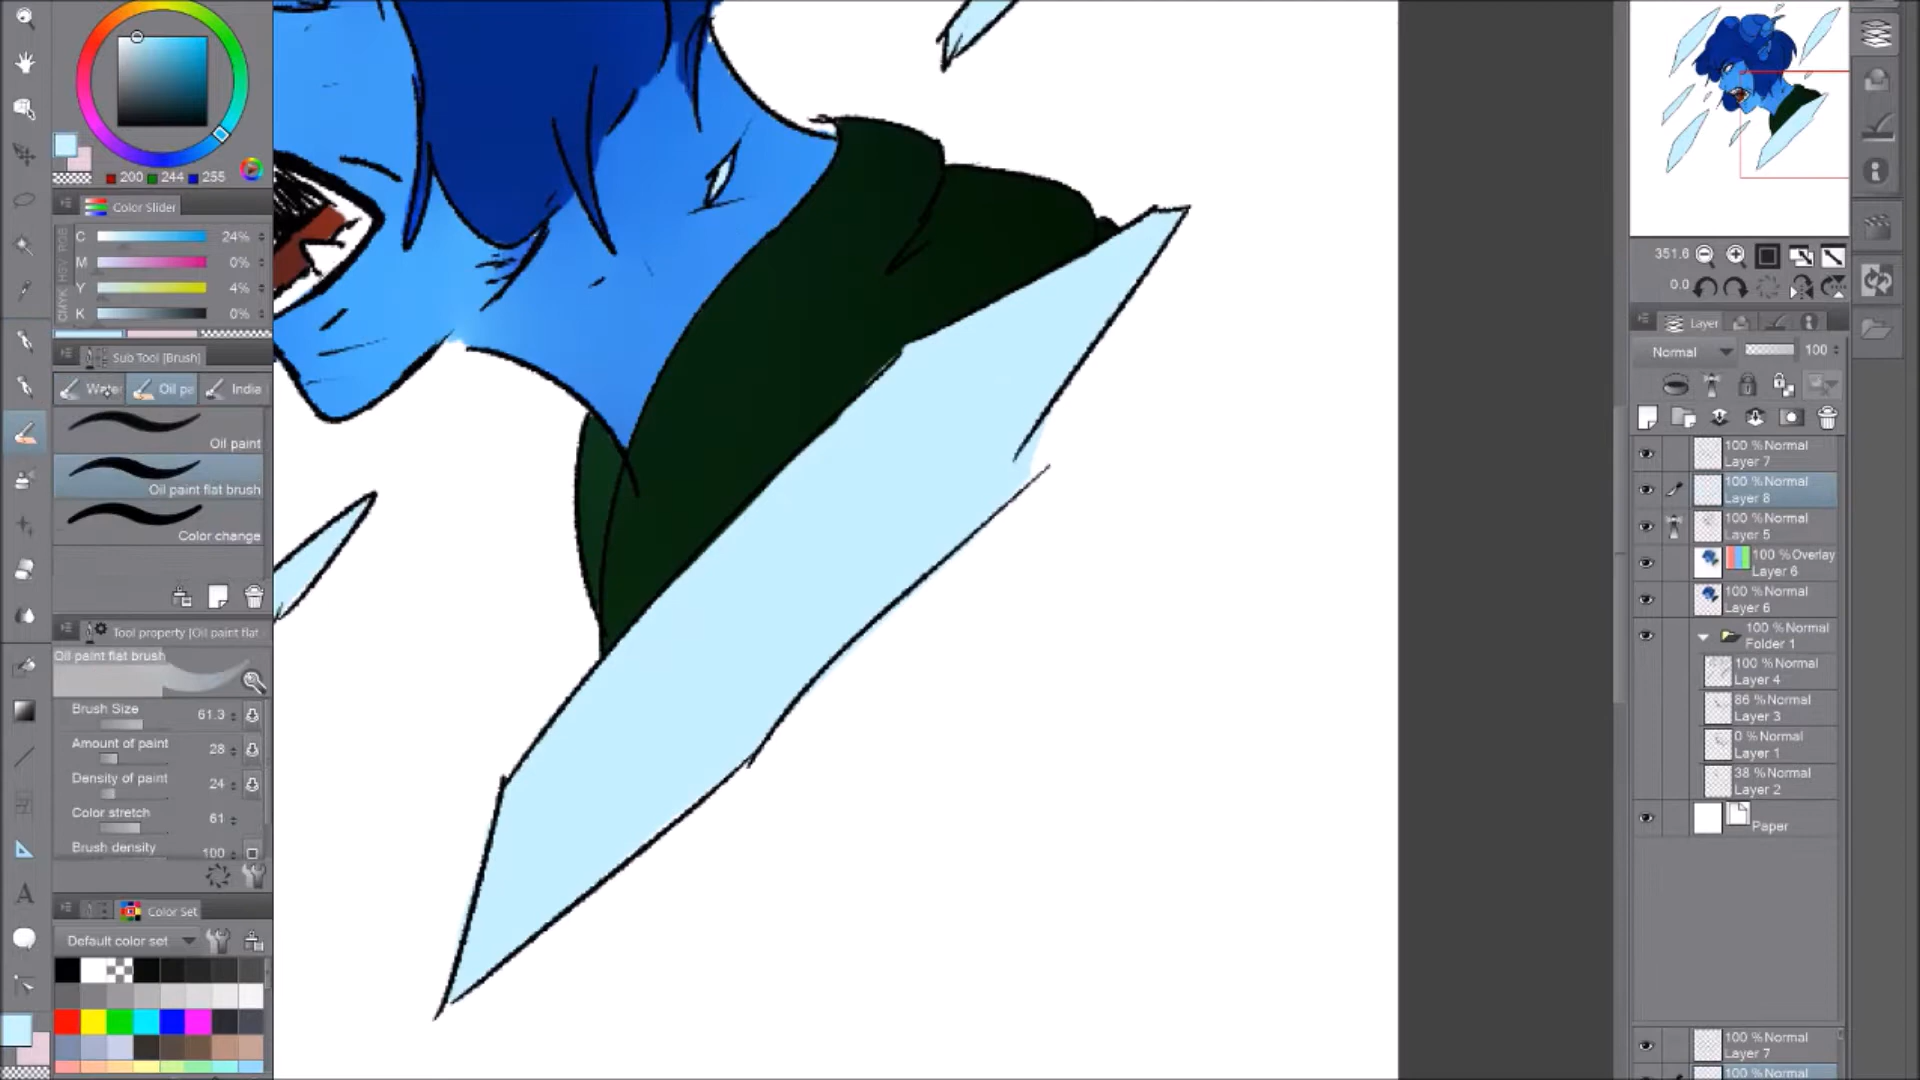 200 244 255
Color Slider
C 24%
M 0%
Y 4%
K 0%
CMYK HSV RGB
Sub Tool [Brush]
Water Oil pa India
Oil paint
Oil paint flat brush
Color change
Tool property [Oil paint flat
Oil paint flat brush
Brush Size 61.3
Amount of paint 28
Density of paint 24
Color stretch 61
Brush density 100
Color Set
Default color set
351.6
0.0
Layer
Normal 100
100 % Normal
Layer 7
100 % Normal
Layer 8
100 % Normal
Layer 5
100 % Overlay
Layer 6
100 % Normal
Layer 6
100 % Normal
Folder 1
100 % Normal
Layer 4
86 % Normal
Layer 3
0 % Normal
Layer 1
38 % Normal
Layer 2
Paper
100 % Normal
Layer 7
100 % Normal